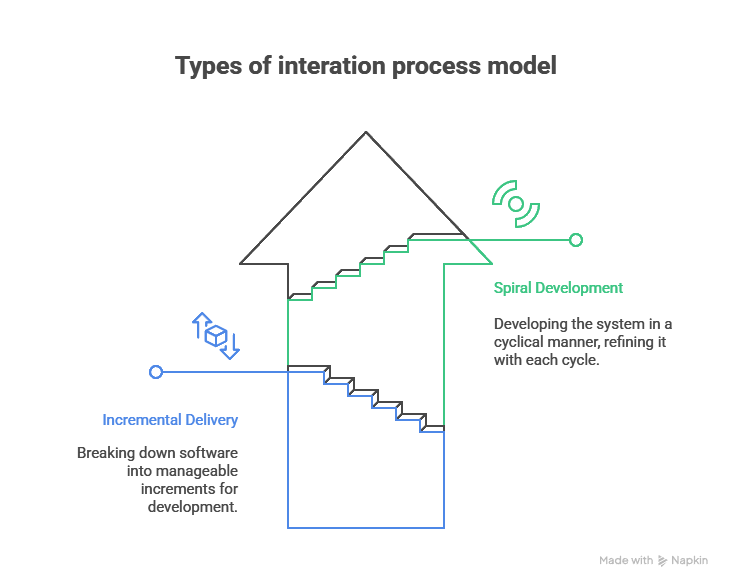 Types of interation process model
Spiral Development
Developing the system in a
cyclical manner, refining it
with each cycle.
Incremental Delivery
Breaking down software
into manageable
increments for
development.
Made with Napkin